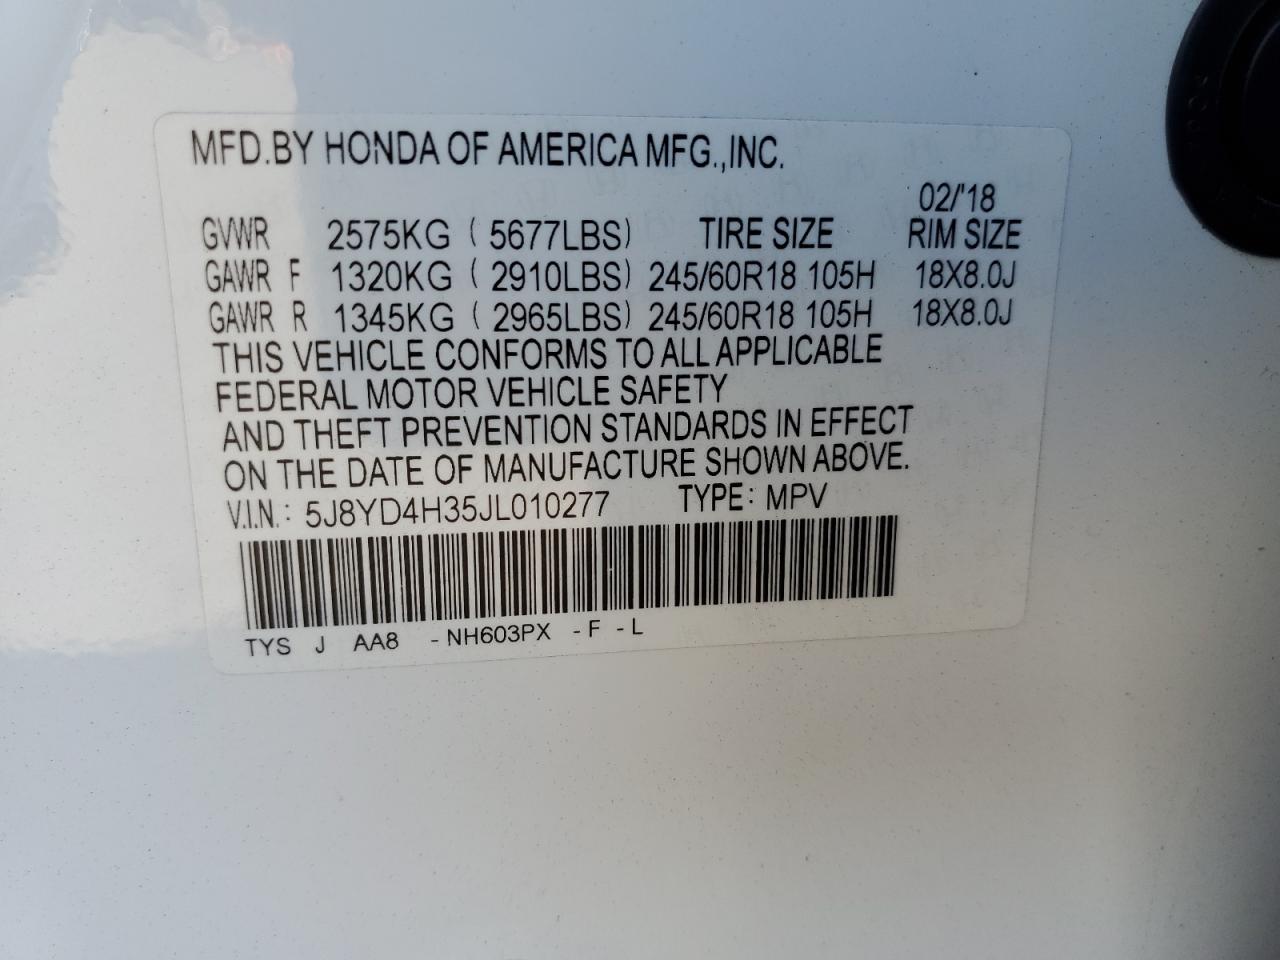 MFD.BY HONDA OF AMERICA MFG.,INC.
02/'18
GVWR 2575KG ( 5677LBS) TIRE SIZE RIM SIZE
GAWR F 1320KG ( 2910LBS) 245/60R18 105H 18X8.0J
GAWR R 1345KG ( 2965LBS) 245/60R18 105H 18X8.0J
THIS VEHICLE CONFORMS TO ALL APPLICABLE
FEDERAL MOTOR VEHICLE SAFETY
AND THEFT PREVENTION STANDARDS IN EFFECT
ON THE DATE OF MANUFACTURE SHOWN ABOVE.
V.I.N.: 5J8YD4H35JL010277 TYPE: MPV
TYS J AA8 -NH603PX -F -L